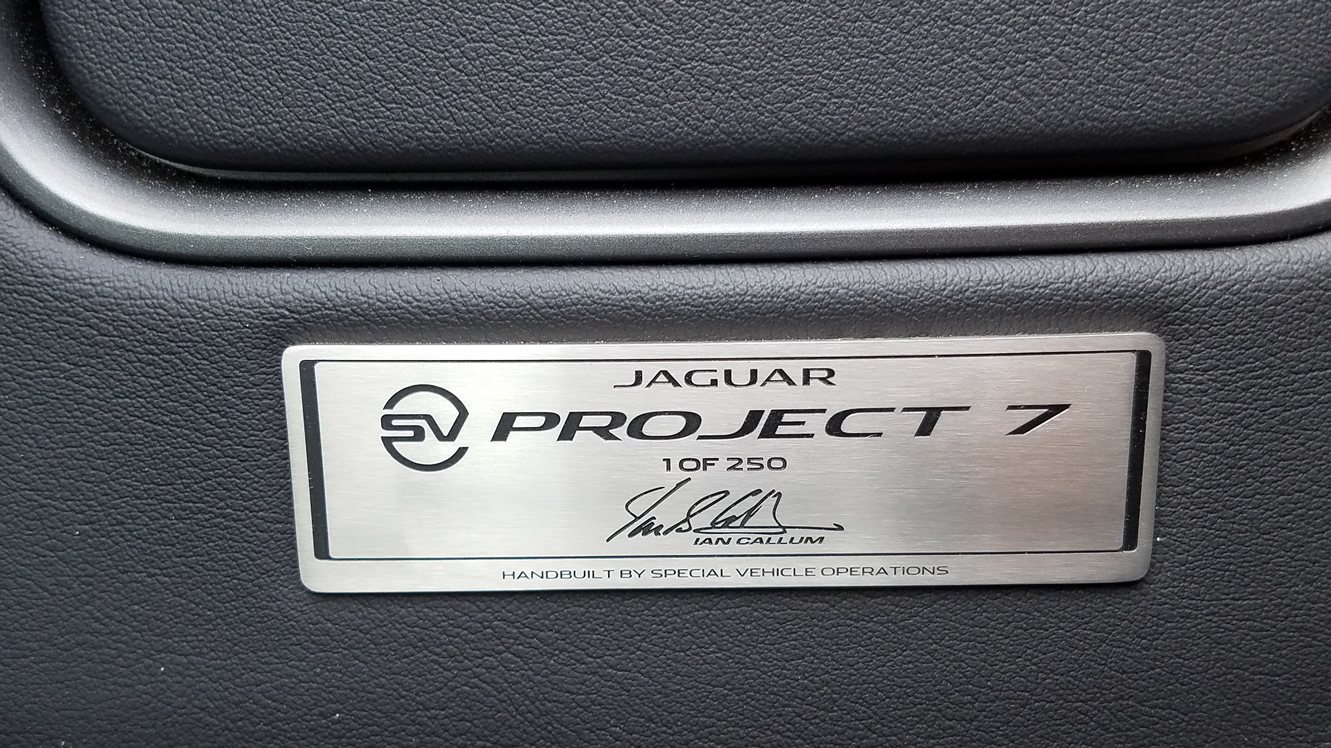 JAGUAR
SV PROJECT 7
1 OF 250
IAN CALLUM
HANDBUILT BY SPECIAL VEHICLE OPERATIONS